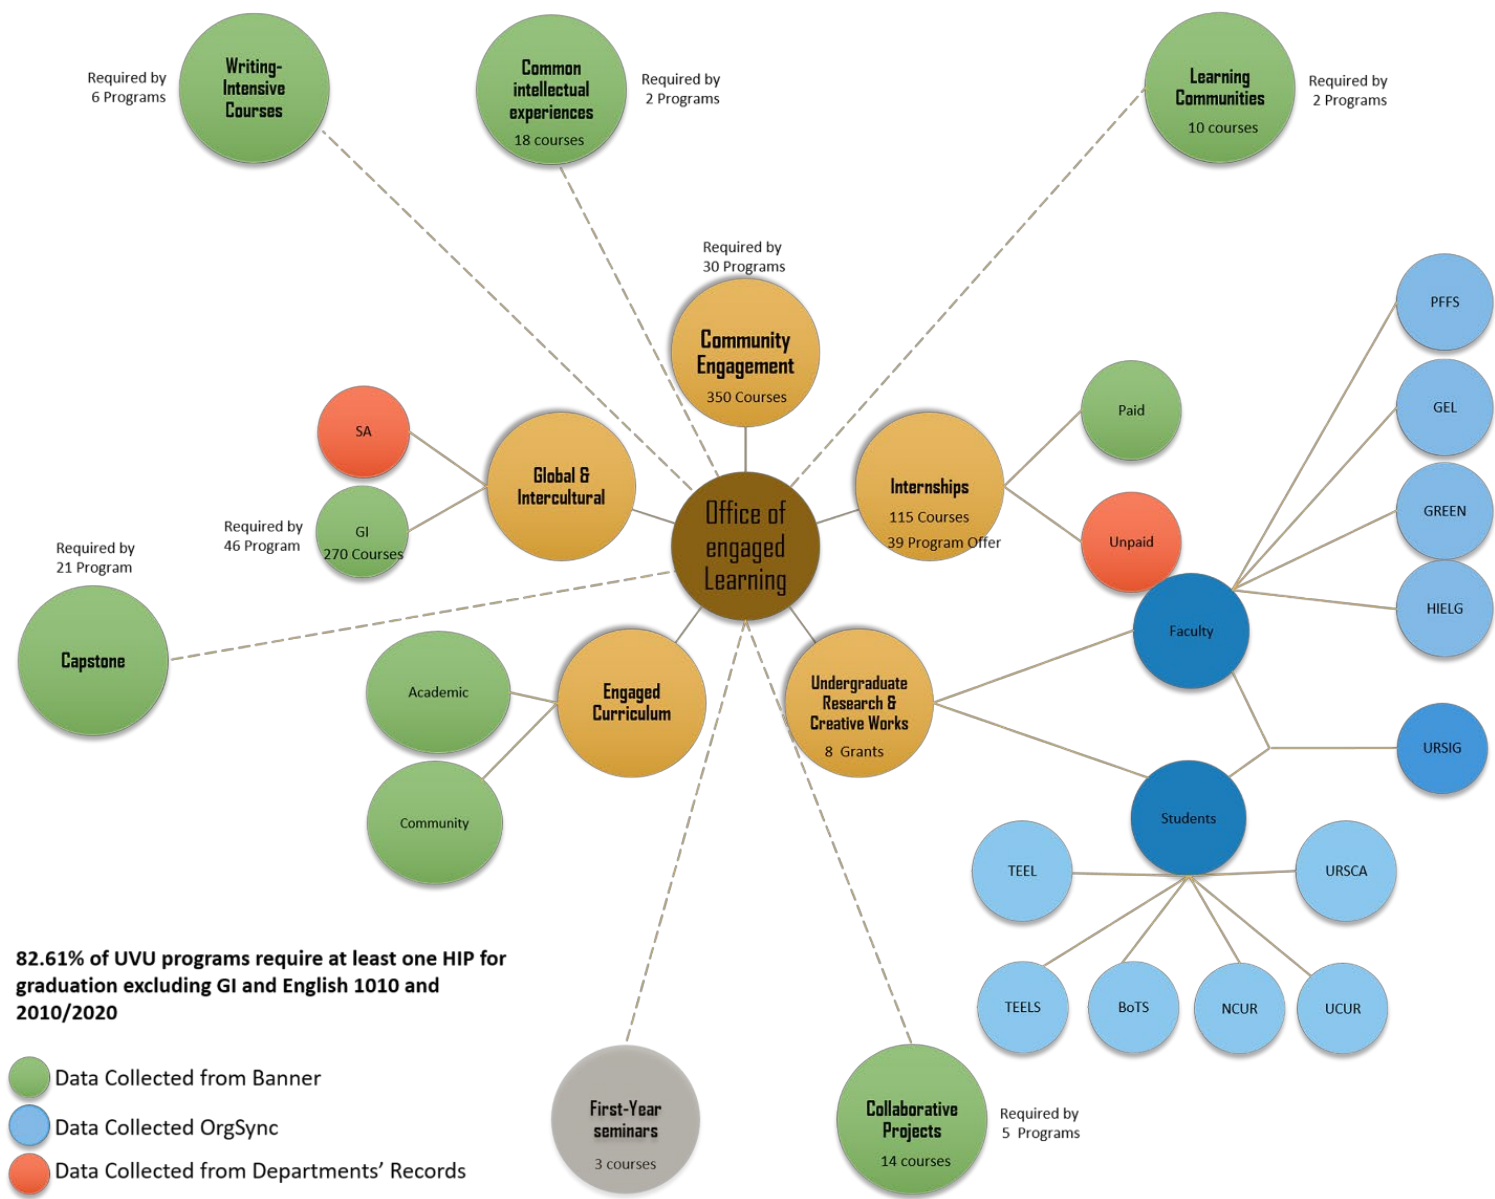 Required by
6 Programs
Writing-
Intensive
Courses
Common
intellectual
experiences
18 courses
Required by
2 Programs
Learning
Communities
10 courses
Required by
2 Programs
Required by
30 Programs
Community
Engagement
350 Courses
SA
Global &
Intercultural
Required by
46 Program
GI
270 Courses
Internships
115 Courses
39 Program Offer
Paid
Unpaid
PFFS
GEL
GREEN
HIELG
Office of
engaged
Learning
Required by
21 Program
Capstone
Academic
Community
Engaged
Curriculum
Undergraduate
Research &
Creative Works
8 Grants
Faculty
URSIG
Students
TEEL
URSCA
TEELS
BoTS
NCUR
UCUR
82.61% of UVU programs require at least one HIP for
graduation excluding GI and English 1010 and
2010/2020
Data Collected from Banner
Data Collected OrgSync
Data Collected from Departments' Records
First-Year
seminars
3 courses
Collaborative
Projects
14 courses
Required by
5 Programs